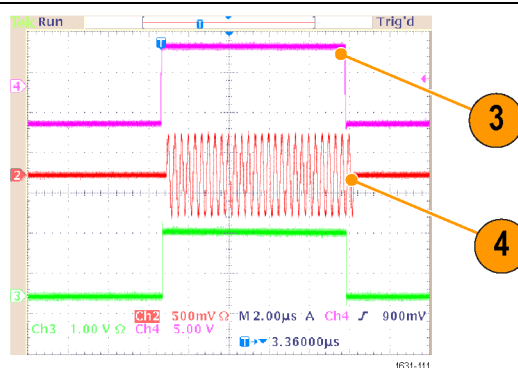 Tek Run Trig'd
T
T
4
3
2
4
3
Ch2 500mV Ω M 2.00µs A Ch4 ʃ 900mV
Ch3 1.00 V Ω Ch4 5.00 V
T→▼ 3.36000µs
1631-111